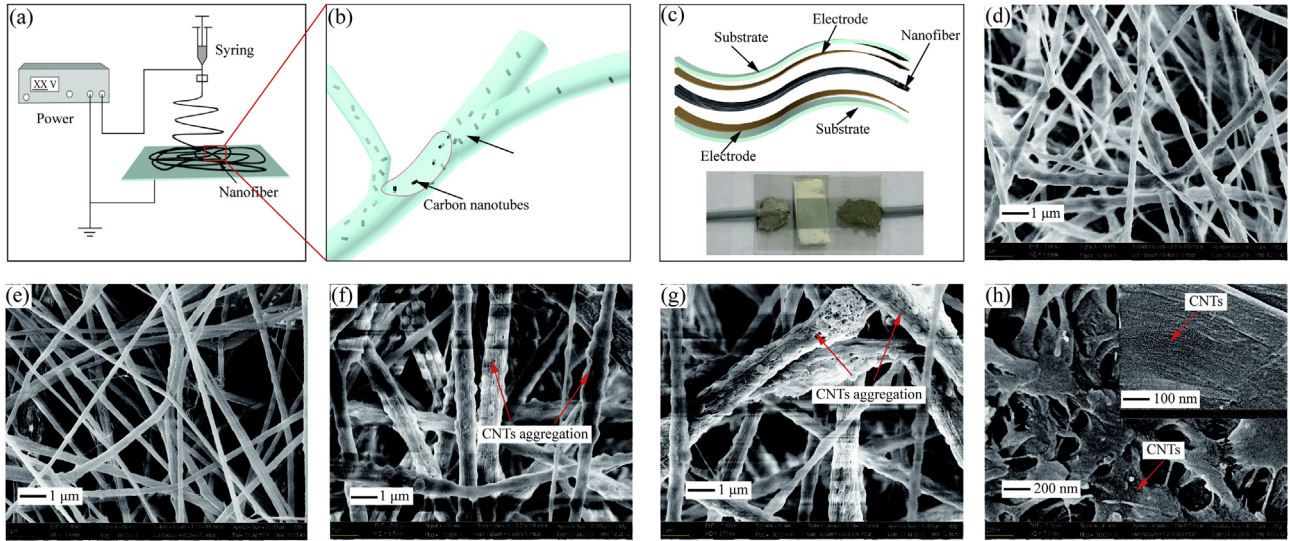 (a)
Syring
XX V
Power
Nanofiber
(b)
Carbon nanotubes
(c)
Electrode
Substrate
Nanofiber
Substrate
Electrode
(d)
1 μm
(e)
1 μm
(f)
CNTs aggregation
1 μm
(g)
CNTs aggregation
1 μm
(h)
CNTs
100 nm
CNTs
200 nm